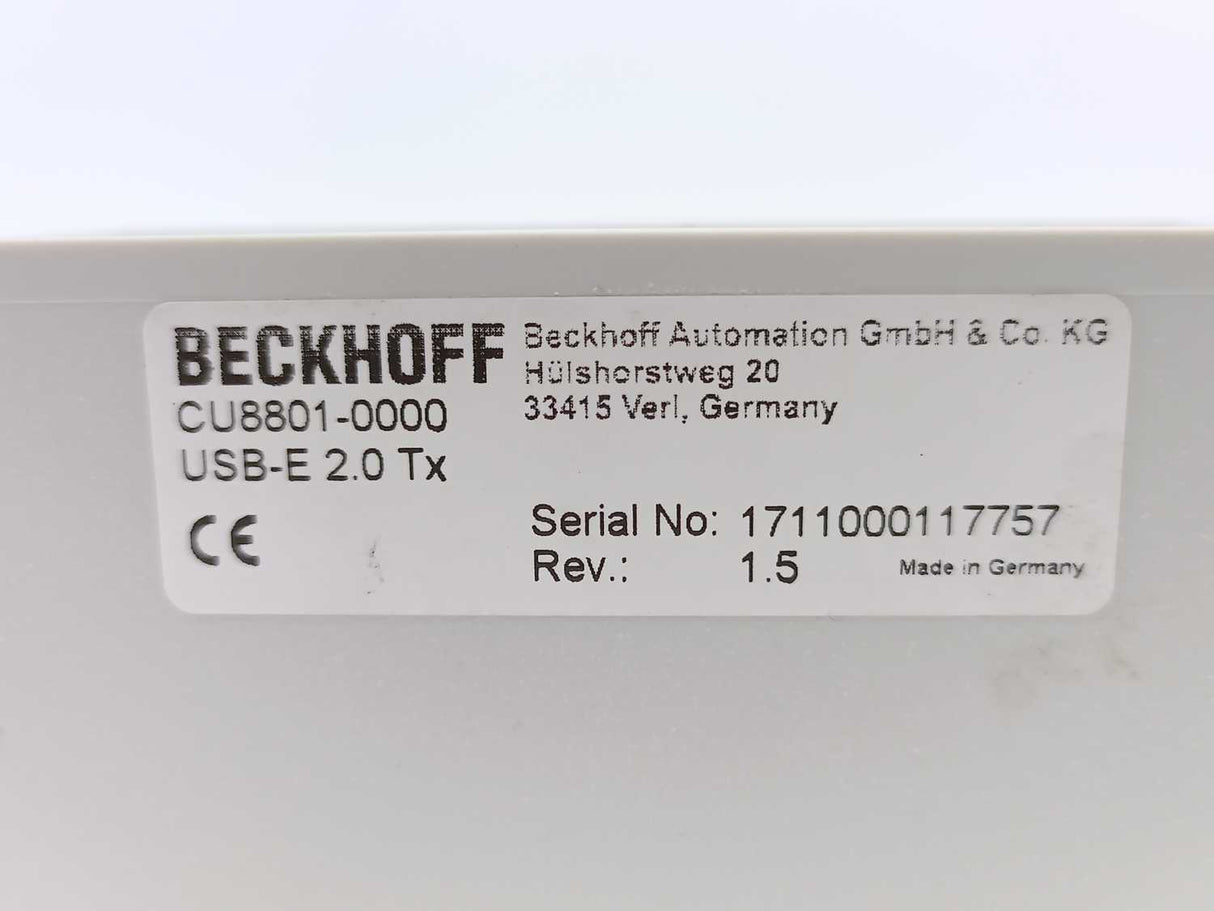 BECKHOFF
CU8801-0000
USB-E 2.0 Tx
CE
Beckhoff Automation GmbH & Co. KG
Hülshorstweg 20
33415 Verl, Germany
Serial No: 1711000117757
Rev.: 1.5
Made in Germany